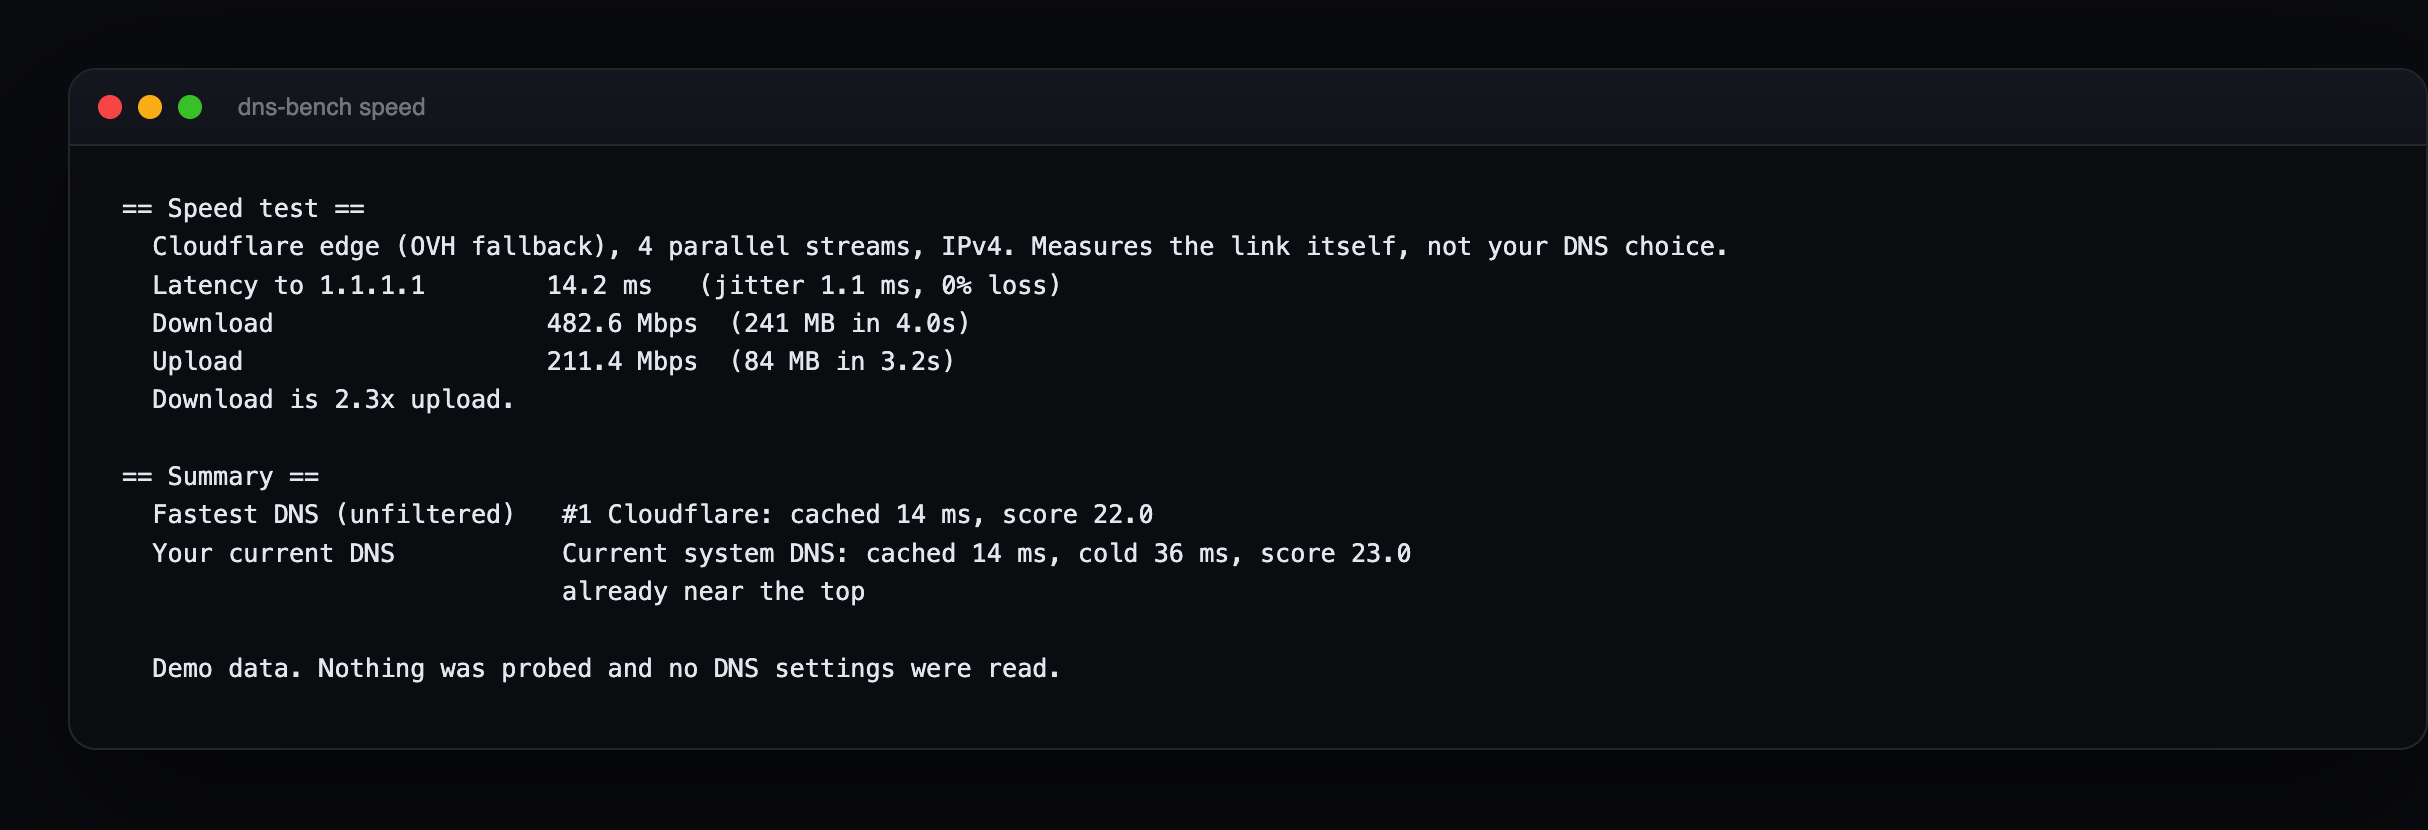 dns-bench speed
== Speed test ==
Cloudflare edge (OVH fallback), 4 parallel streams, IPv4. Measures the link itself, not your DNS choice.
Latency to 1.1.1.1        14.2 ms   (jitter 1.1 ms, 0% loss)
Download                  482.6 Mbps  (241 MB in 4.0s)
Upload                    211.4 Mbps  (84 MB in 3.2s)
Download is 2.3x upload.
== Summary ==
Fastest DNS (unfiltered)   #1 Cloudflare: cached 14 ms, score 22.0
Your current DNS           Current system DNS: cached 14 ms, cold 36 ms, score 23.0
already near the top
Demo data. Nothing was probed and no DNS settings were read.